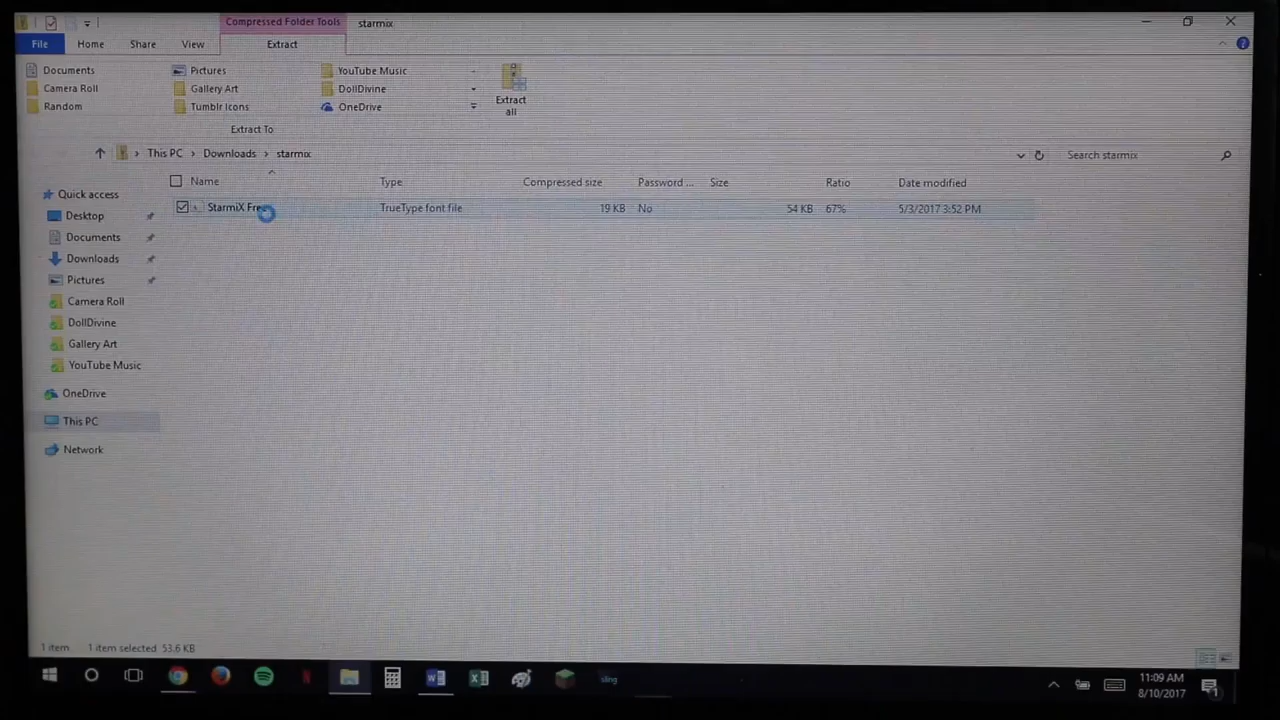 Compressed Folder Tools
starmix
File
Home
Share
View
Extract
Documents
Pictures
YouTube Music
Camera Roll
Gallery Art
DollDivine
Random
Tumblr Icons
OneDrive
Extract all
Extract To
This PC > Downloads > starmix
Search starmix
Name
Type
Compressed size
Password ...
Size
Ratio
Date modified
StarmiX Free
TrueType font file
19 KB
No
54 KB
67%
5/3/2017 3:52 PM
Quick access
Desktop
Documents
Downloads
Pictures
Camera Roll
DollDivine
Gallery Art
YouTube Music
OneDrive
This PC
Network
1 item
1 item selected 53.6 KB
sling
11:09 AM
8/10/2017